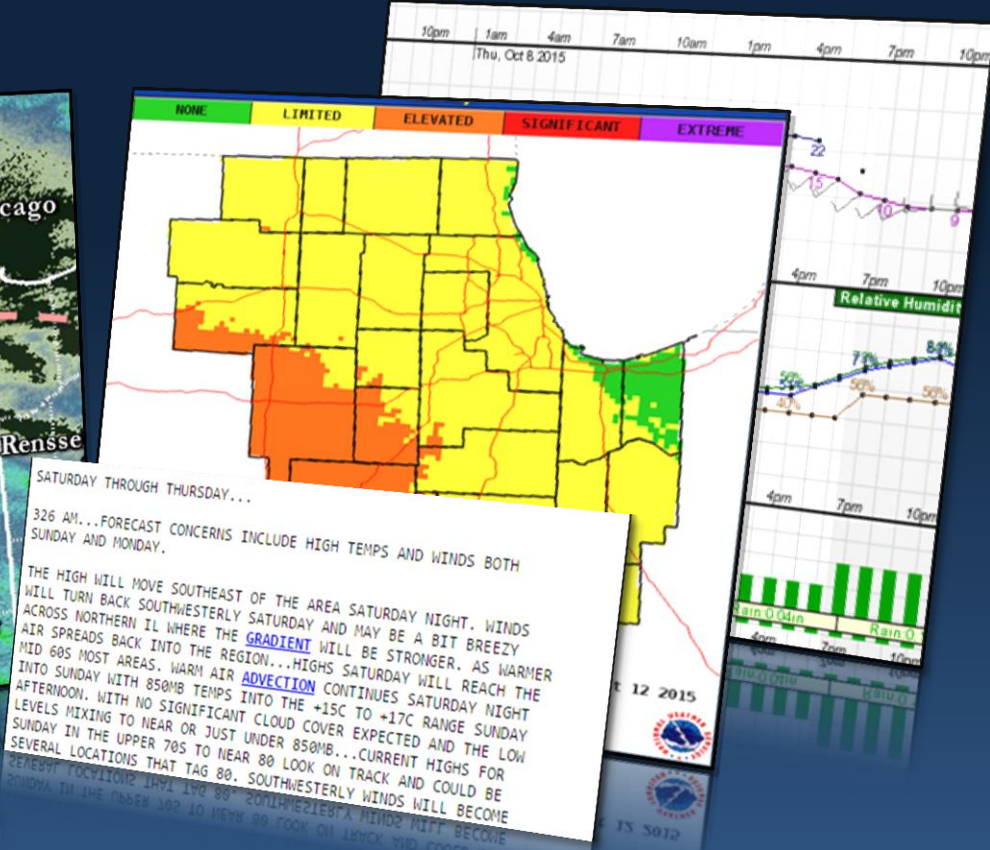 10pm 1am 4am 7am 10am 1pm 4pm 7pm 10pm
Thu, Oct 8 2015
NONE LIMITED ELEVATED SIGNIFICANT EXTREME
22
15
10
9
4pm 7pm 10pm
Relative Humidit
59% 77% 84%
56% 56%
4pm 7pm 10pm
Rain:0.04in Rain:0.
4pm 7pm 10pm
cago
Rensse
t 12 2015
SATURDAY THROUGH THURSDAY...
326 AM...FORECAST CONCERNS INCLUDE HIGH TEMPS AND WINDS BOTH
SUNDAY AND MONDAY.
THE HIGH WILL MOVE SOUTHEAST OF THE AREA SATURDAY NIGHT. WINDS
WILL TURN BACK SOUTHWESTERLY SATURDAY AND MAY BE A BIT BREEZY
ACROSS NORTHERN IL WHERE THE GRADIENT WILL BE STRONGER. AS WARMER
AIR SPREADS BACK INTO THE REGION...HIGHS SATURDAY WILL REACH THE
MID 60S MOST AREAS. WARM AIR ADVECTION CONTINUES SATURDAY NIGHT
INTO SUNDAY WITH 850MB TEMPS INTO THE +15C TO +17C RANGE SUNDAY
AFTERNOON. WITH NO SIGNIFICANT CLOUD COVER EXPECTED AND THE LOW
LEVELS MIXING TO NEAR OR JUST UNDER 850MB...CURRENT HIGHS FOR
SUNDAY IN THE UPPER 70S TO NEAR 80 LOOK ON TRACK AND COULD BE
SEVERAL LOCATIONS THAT TAG 80. SOUTHWESTERLY WINDS WILL BECOME